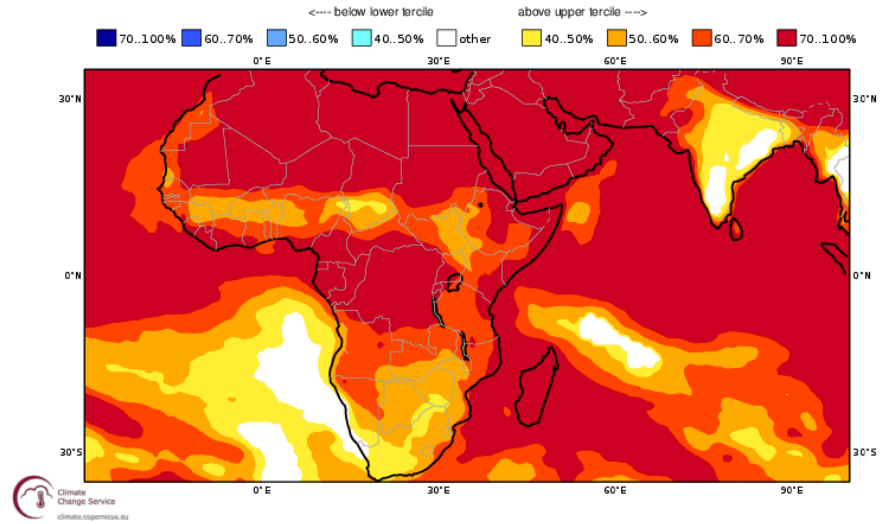 <---- below lower tercile above upper tercile ---->
70..100% 60..70% 50..60% 40..50% other 40..50% 50..60% 60..70% 70..100%
0°E 30°E 60°E 90°E
30°N 30°N
0°N 0°N
30°S 30°S
0°E 30°E 60°E 90°E
Climate
Change Service
climate.copernicus.eu